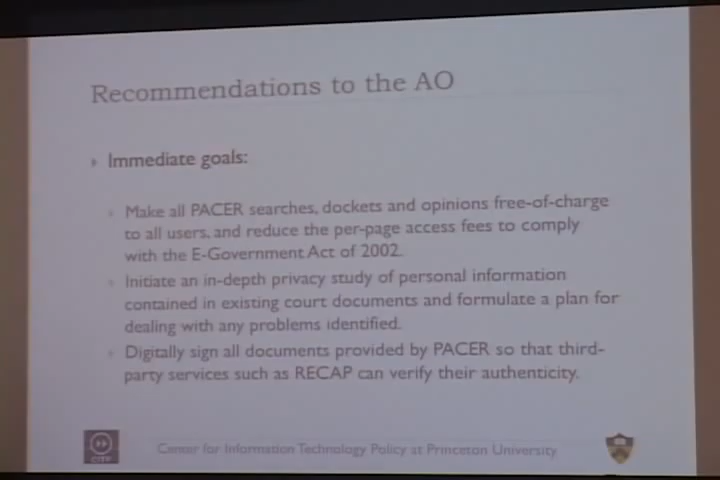 Recommendations to the AO
Immediate goals:
Make all PACER searches, dockets and opinions free-of-charge
to all users, and reduce the per-page access fees to comply
with the E-Government Act of 2002.
Initiate an in-depth privacy study of personal information
contained in existing court documents and formulate a plan for
dealing with any problems identified.
Digitally sign all documents provided by PACER so that third-
party services such as RECAP can verify their authenticity.
CITP
Center for Information Technology Policy at Princeton University